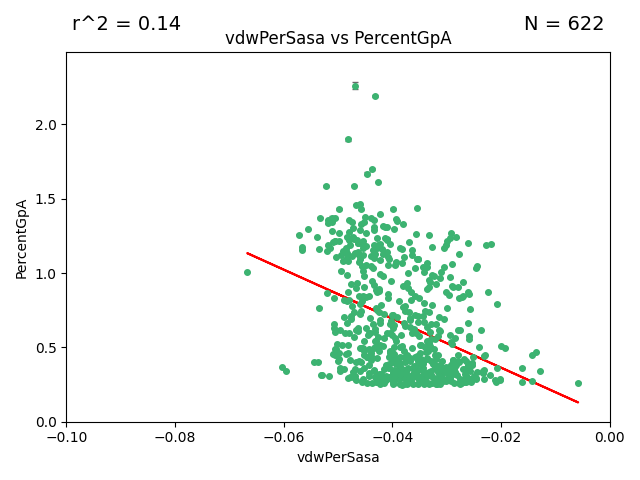 r^2 = 0.14
N = 622
vdwPerSasa vs PercentGpA
PercentGpA
2.0
1.5
1.0
0.5
0.0
−0.10
−0.08
−0.06
−0.04
−0.02
0.00
vdwPerSasa